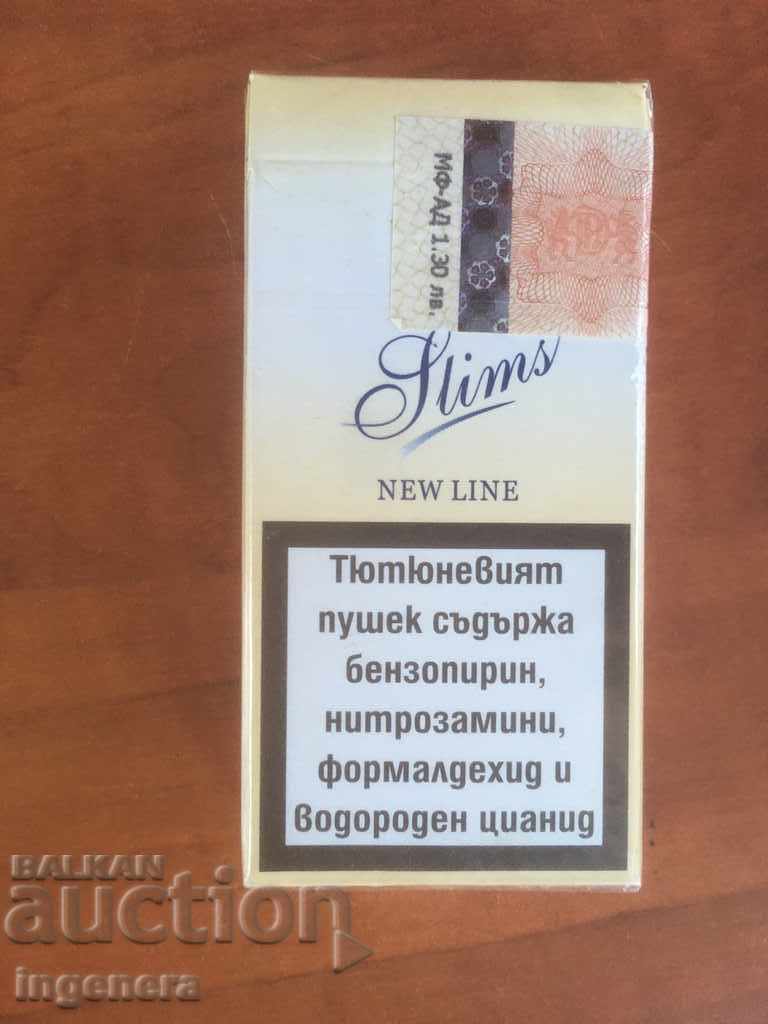 МФ-АД 1.30 лв.
Slims
NEW LINE
Тютюневият
пушек съдържа
бензопирин,
нитрозамини,
формалдехид и
водороден цианид
BALKAN
auction
ingenera